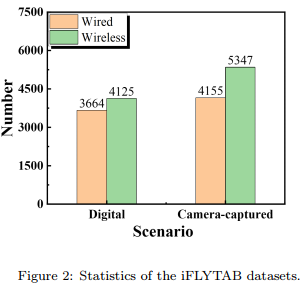 7500
6000
4500
3000
1500
0
Number
Wired
Wireless
3664
4125
4155
5347
Digital
Camera-captured
Scenario
Figure 2: Statistics of the iFLYTAB datasets.